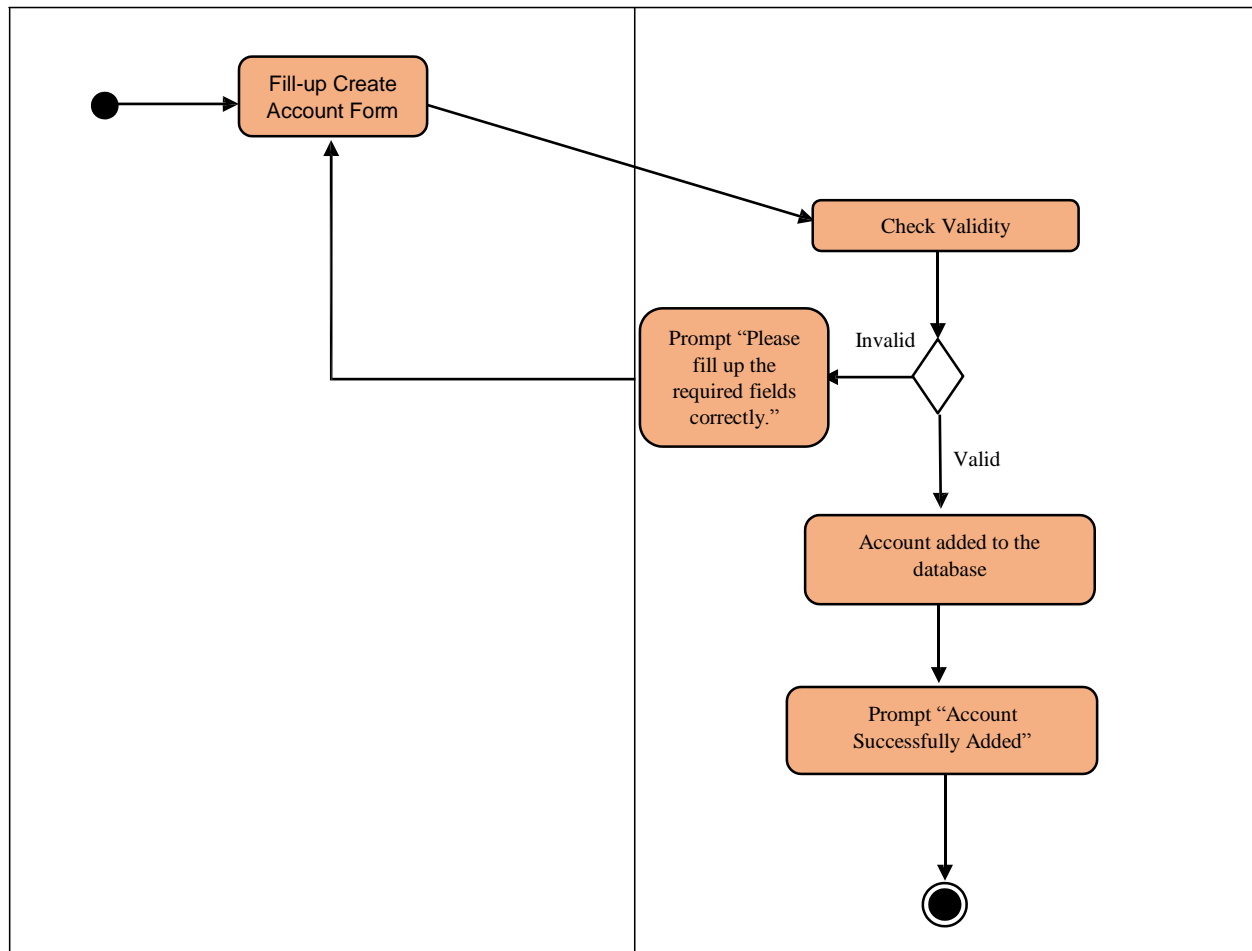 Fill-up Create
Account Form
Check Validity
Invalid
Prompt “Please
fill up the
required fields
correctly.”
Valid
Account added to the
database
Prompt “Account
Successfully Added”